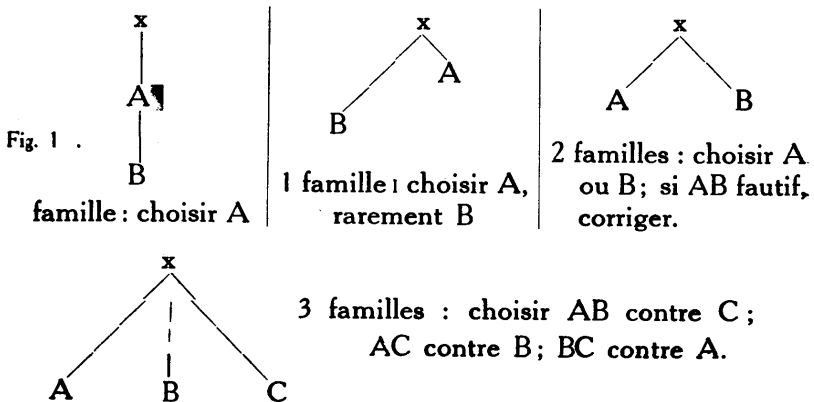 x
A
B
Fig. 1 .
famille : choisir A
x
A
B
1 famille : choisir A,
rarement B
x
A B
2 familles : choisir A
ou B ; si AB fautif,
corriger.
x
A B C
3 familles : choisir AB contre C ;
AC contre B ; BC contre A.